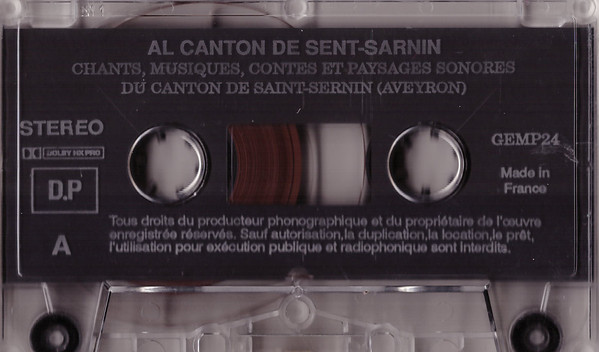 AL CANTON DE SENT-SARNIN
CHANTS, MUSIQUES, CONTES ET PAYSAGES SONORES
DU CANTON DE SAINT-SERNIN (AVEYRON)
STEREO
GEMP24
DOLBY HX PRO
Made in
France
D.P
A
Tous droits du producteur phonographique et du propriétaire de l'œuvre
enregistrée réservés. Sauf autorisation,la duplication,la location,le prêt,
l'utilisation pour exécution publique et radiophonique sont interdits.